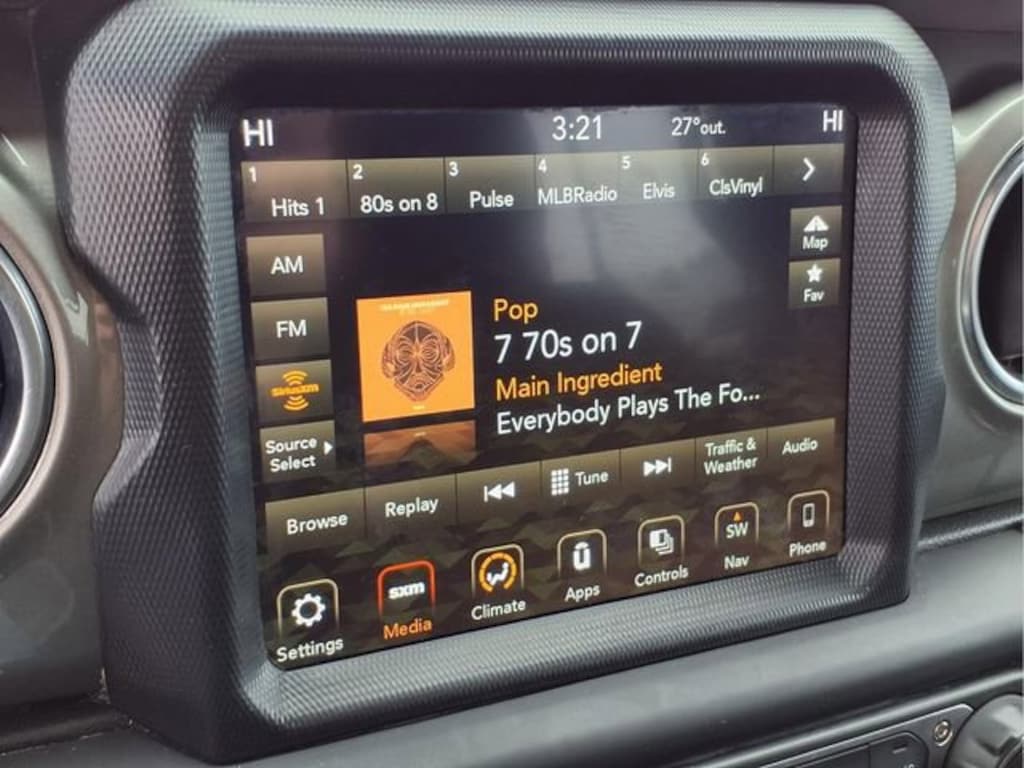 HI 3:21 27°out. HI
1 2 3 4 5 6
Hits 1 80s on 8 Pulse MLBRadio Elvis ClsVinyl
AM
FM
SiriusXM
Source
Select
Map
Fav
Pop
7 70s on 7
Main Ingredient
Everybody Plays The Fo...
Browse Replay Tune
Traffic &
Weather
Audio
Settings
sxm
Media
Climate
Apps
Controls
SW
Nav
Phone